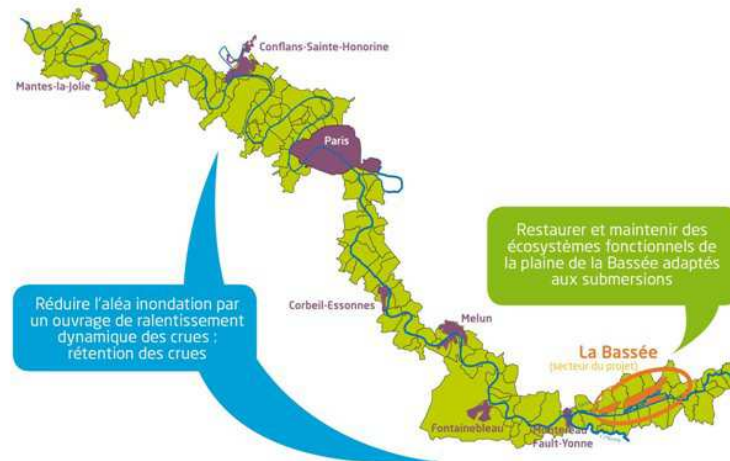 Conflans-Sainte-Honorine
Mantes-la-Jolie
Paris
Restaurer et maintenir des
écosystèmes fonctionnels de
la plaine de la Bassée adaptés
aux submersions
Réduire l'aléa inondation par
un ouvrage de ralentissement
dynamique des crues :
rétention des crues
Corbeil-Essonnes
Melun
La Bassée
(secteur du projet)
Fontainebleau
Montereau
Fault-Yonne